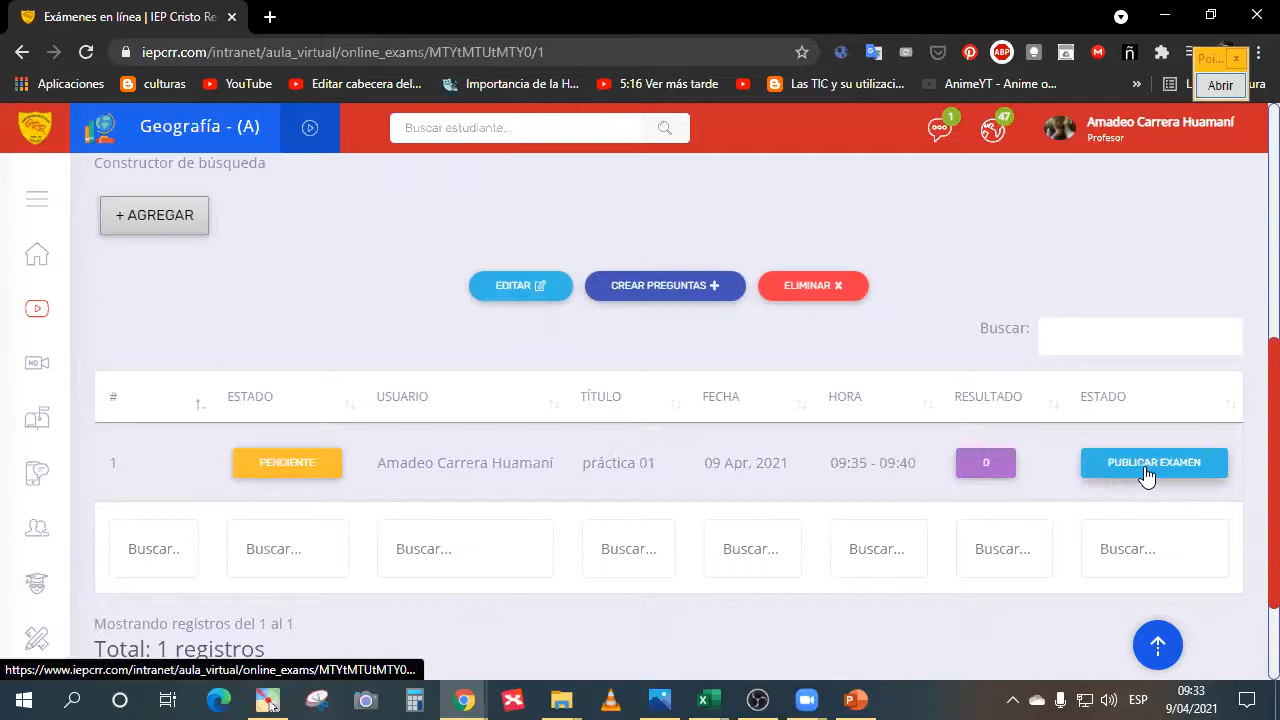 Exámenes en línea | IEP Cristo Re
iepcrr.com/intranet/aula_virtual/online_exams/MTYtMTUtMTY0/1
ABP
M
ñ
Poi...
Abrir
Aplicaciones
culturas
YouTube
Editar cabecera del...
Importancia de la H...
5:16 Ver más tarde
Las TIC y su utilizaci...
AnimeYT - Anime o...
»
Geografía - (A)
Buscar estudiante...
1
47
Amadeo Carrera Huamaní
Profesor
Constructor de búsqueda
+ AGREGAR
EDITAR
CREAR PREGUNTAS +
ELIMINAR x
Buscar:
# ESTADO USUARIO TÍTULO FECHA HORA RESULTADO ESTADO
1 PENDIENTE Amadeo Carrera Huamaní práctica 01 09 Apr, 2021 09:35 - 09:40 0 PUBLICAR EXAMEN
Buscar.. Buscar... Buscar... Buscar... Buscar... Buscar... Buscar... Buscar...
Mostrando registros del 1 al 1
Total: 1 registros
https://www.iepcrr.com/intranet/aula_virtual/online_exams/MTYtMTUtMTY0...
HD
ESP
09:33
9/04/2021